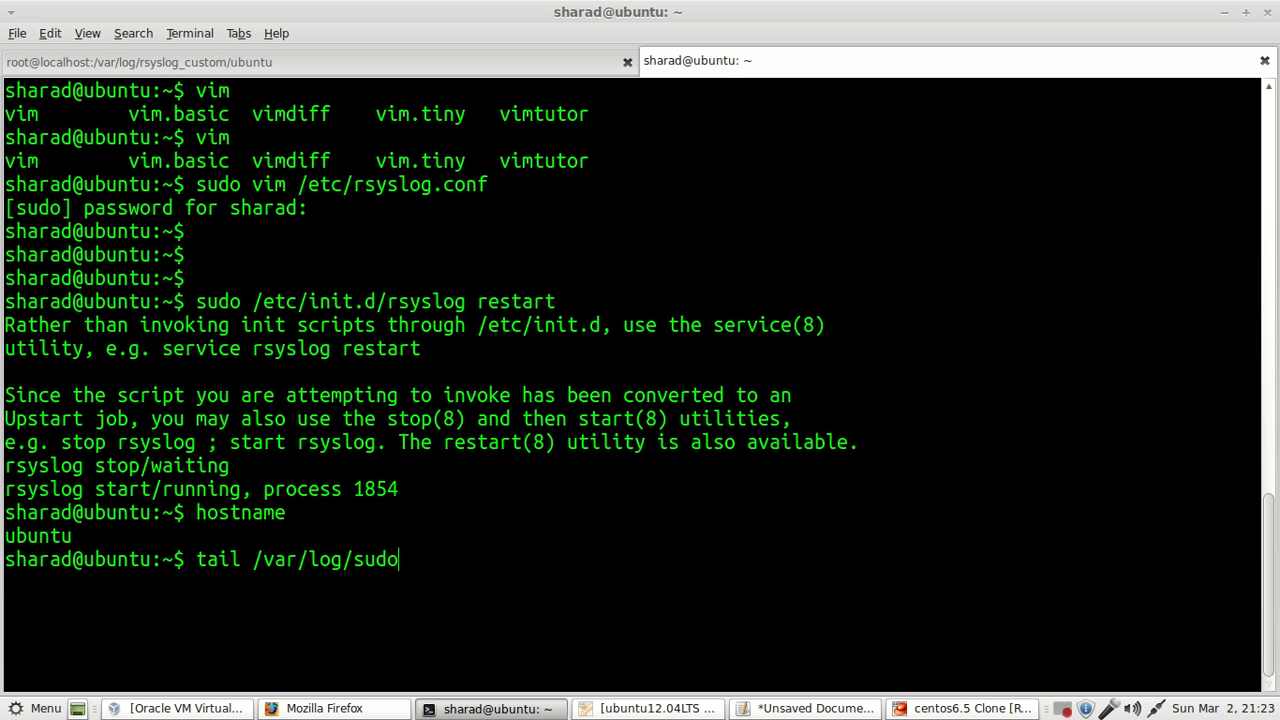 sharad@ubuntu: ~
File Edit View Search Terminal Tabs Help
root@localhost:/var/log/rsyslog_custom/ubuntu
sharad@ubuntu: ~
sharad@ubuntu:~$ vim
vim vim.basic vimdiff vim.tiny vimtutor
sharad@ubuntu:~$ vim
vim vim.basic vimdiff vim.tiny vimtutor
sharad@ubuntu:~$ sudo vim /etc/rsyslog.conf
[sudo] password for sharad:
sharad@ubuntu:~$
sharad@ubuntu:~$
sharad@ubuntu:~$
sharad@ubuntu:~$ sudo /etc/init.d/rsyslog restart
Rather than invoking init scripts through /etc/init.d, use the service(8)
utility, e.g. service rsyslog restart
Since the script you are attempting to invoke has been converted to an
Upstart job, you may also use the stop(8) and then start(8) utilities,
e.g. stop rsyslog ; start rsyslog. The restart(8) utility is also available.
rsyslog stop/waiting
rsyslog start/running, process 1854
sharad@ubuntu:~$ hostname
ubuntu
sharad@ubuntu:~$ tail /var/log/sudo
Menu [Oracle VM Virtual... Mozilla Firefox sharad@ubuntu: ~ [ubuntu12.04LTS ... *Unsaved Docume... centos6.5 Clone [R... Sun Mar 2, 21:23